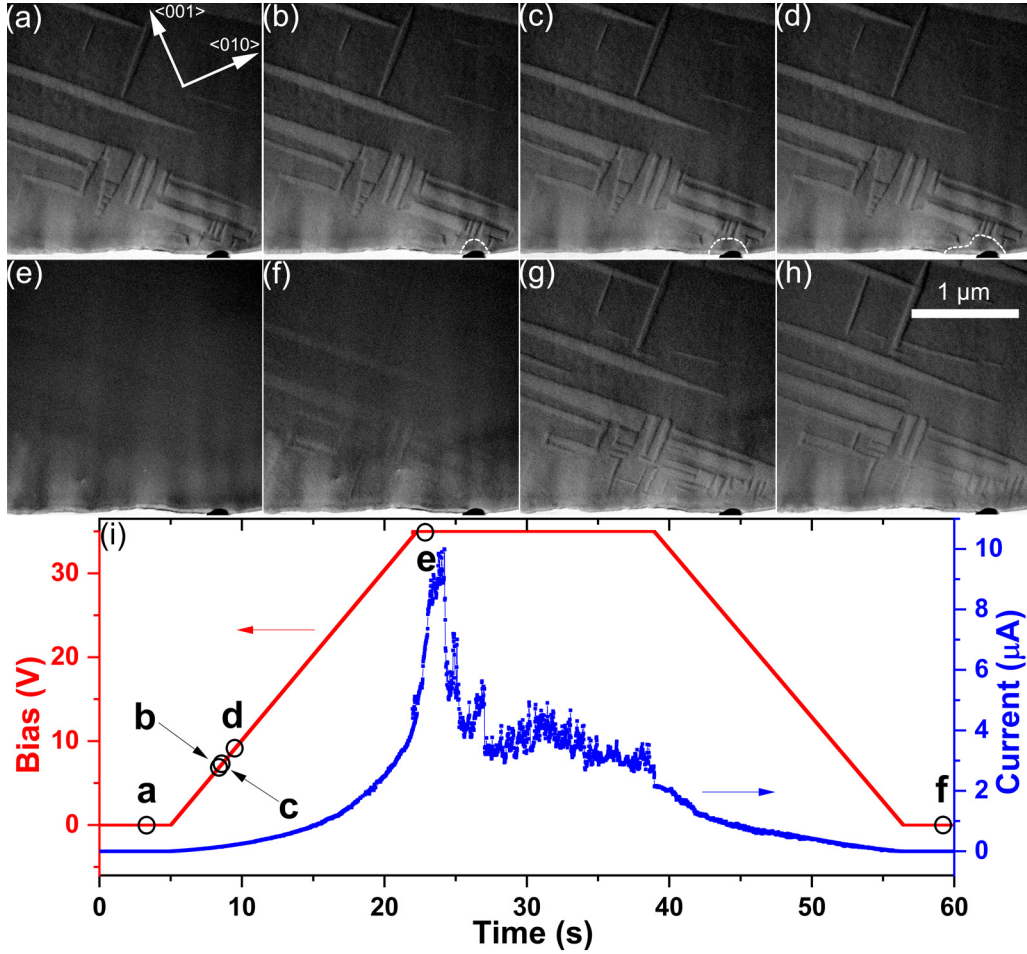 (a)
<001>
<010>
(b)
(c)
(d)
(e)
(f)
(g)
(h)
1 μm
(i)
Bias (V)
30
20
10
0
a
b
c
d
e
f
Current (μA)
10
8
6
4
2
0
0 10 20 30 40 50 60
Time (s)